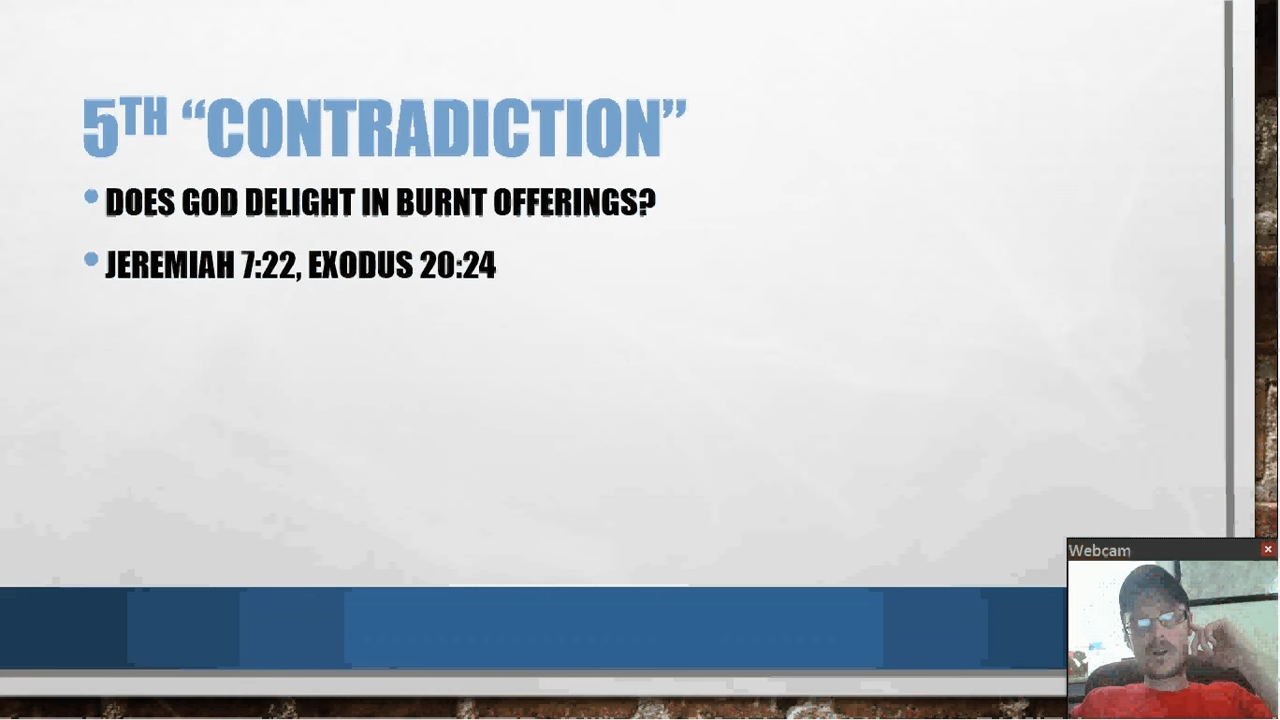 5TH “CONTRADICTION”
DOES GOD DELIGHT IN BURNT OFFERINGS?
JEREMIAH 7:22, EXODUS 20:24
Webcam